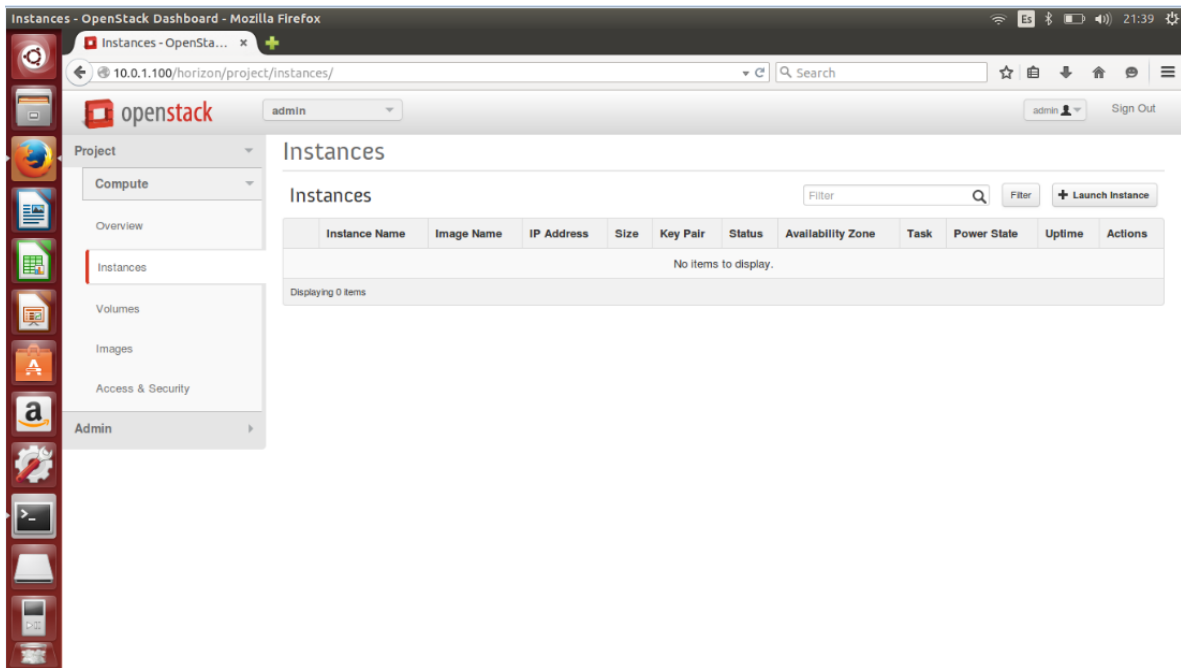 Instances - OpenStack Dashboard - Mozilla Firefox Es 21:39
Instances - OpenSta... ×
10.0.1.100/horizon/project/instances/ Search
openstack admin admin Sign Out
Project
Compute
Overview
Instances
Volumes
Images
Access & Security
Admin
Instances
Instances Filter Filter + Launch Instance
Instance Name Image Name IP Address Size Key Pair Status Availability Zone Task Power State Uptime Actions
No items to display.
Displaying 0 items